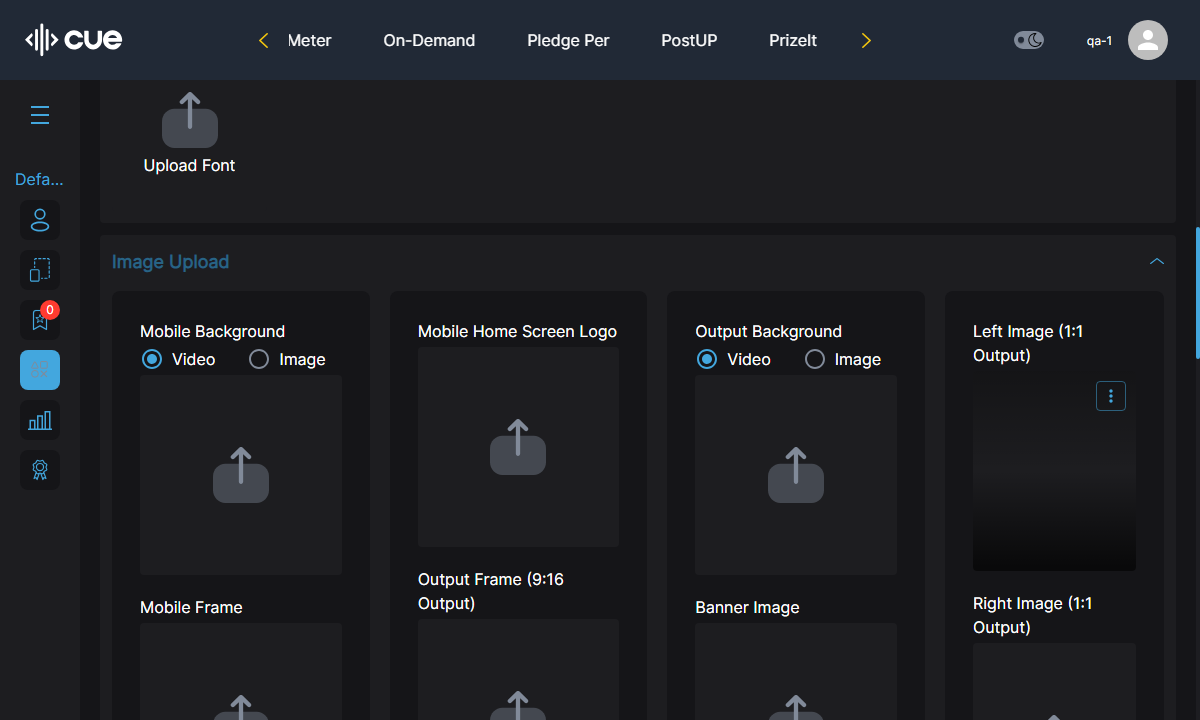 cue
Meter
On-Demand
Pledge Per
PostUP
PrizeIt
qa-1
Defa...
0
Upload Font
Image Upload
Mobile Background
Video
Image
Mobile Home Screen Logo
Output Background
Video
Image
Left Image (1:1
Output)
Mobile Frame
Output Frame (9:16
Output)
Banner Image
Right Image (1:1
Output)